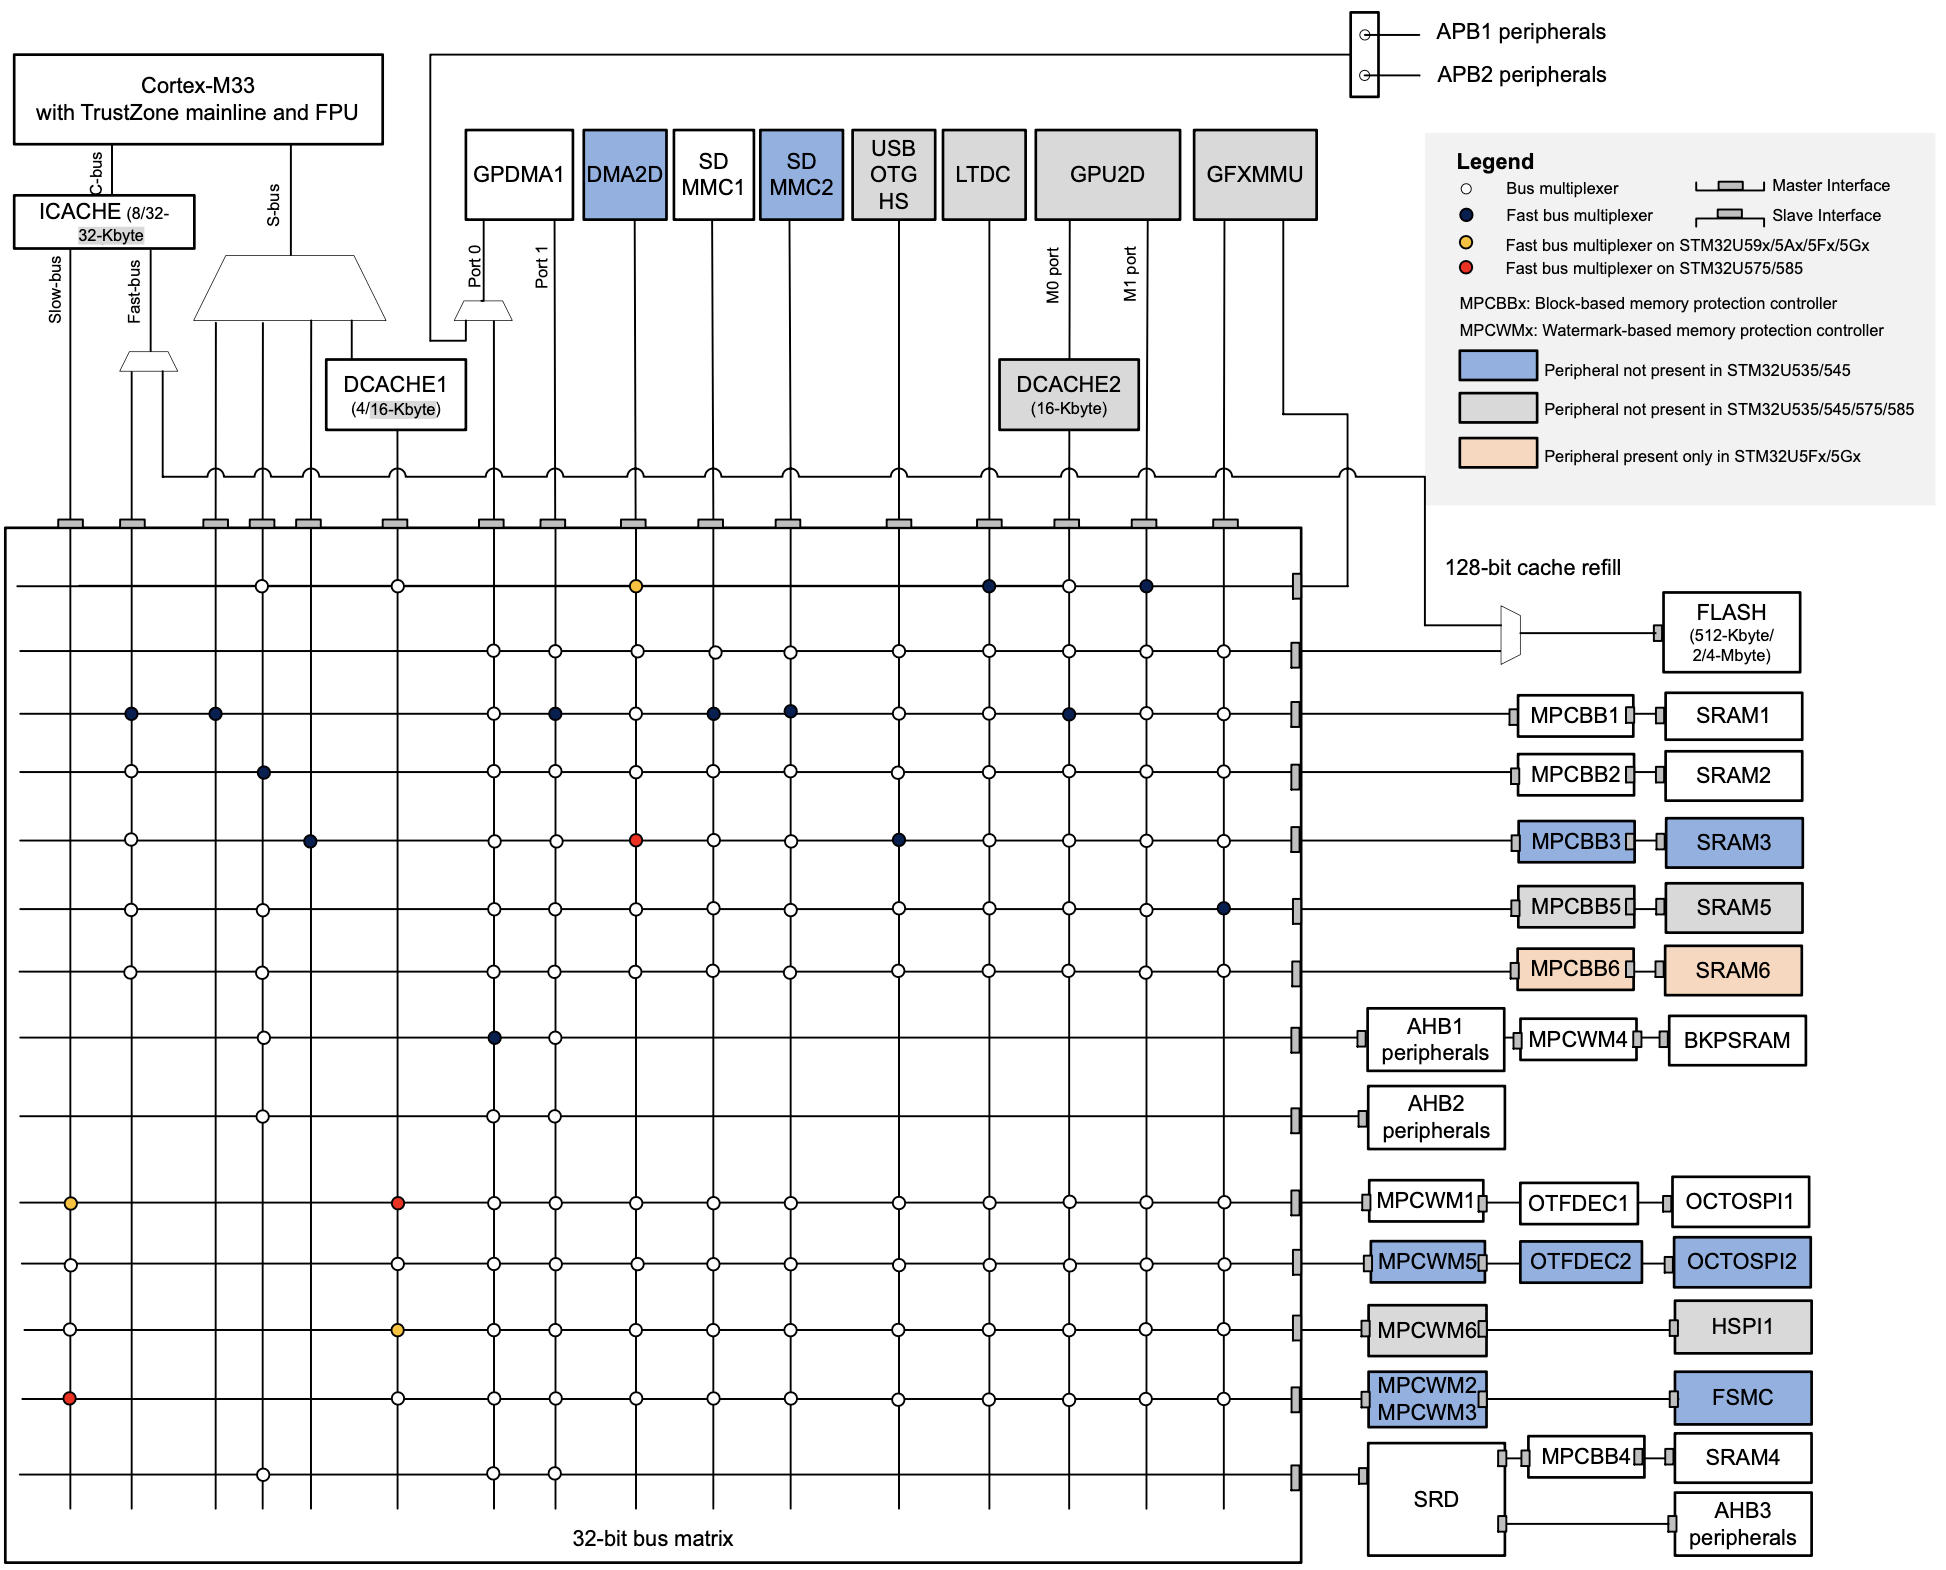 APB1 peripherals
APB2 peripherals
Cortex-M33
with TrustZone mainline and FPU
C-bus
S-bus
ICACHE (8/32-
32-Kbyte
Slow-bus
Fast-bus
GPDMA1
DMA2D
SD
MMC1
SD
MMC2
USB
OTG
HS
LTDC
GPU2D
GFXMMU
Port 0
Port 1
M0 port
M1 port
DCACHE1
(4/16-Kbyte)
DCACHE2
(16-Kbyte)
Legend
Bus multiplexer
Fast bus multiplexer
Fast bus multiplexer on STM32U59x/5Ax/5Fx/5Gx
Fast bus multiplexer on STM32U575/585
Master Interface
Slave Interface
MPCBBx: Block-based memory protection controller
MPCWMx: Watermark-based memory protection controller
Peripheral not present in STM32U535/545
Peripheral not present in STM32U535/545/575/585
Peripheral present only in STM32U5Fx/5Gx
128-bit cache refill
FLASH
(512-Kbyte/
2/4-Mbyte)
MPCBB1
SRAM1
MPCBB2
SRAM2
MPCBB3
SRAM3
MPCBB5
SRAM5
MPCBB6
SRAM6
AHB1
peripherals
MPCWM4
BKPSRAM
AHB2
peripherals
MPCWM1
OTFDEC1
OCTOSPI1
MPCWM5
OTFDEC2
OCTOSPI2
MPCWM6
HSPI1
MPCWM2
MPCWM3
FSMC
SRD
MPCBB4
SRAM4
AHB3
peripherals
32-bit bus matrix